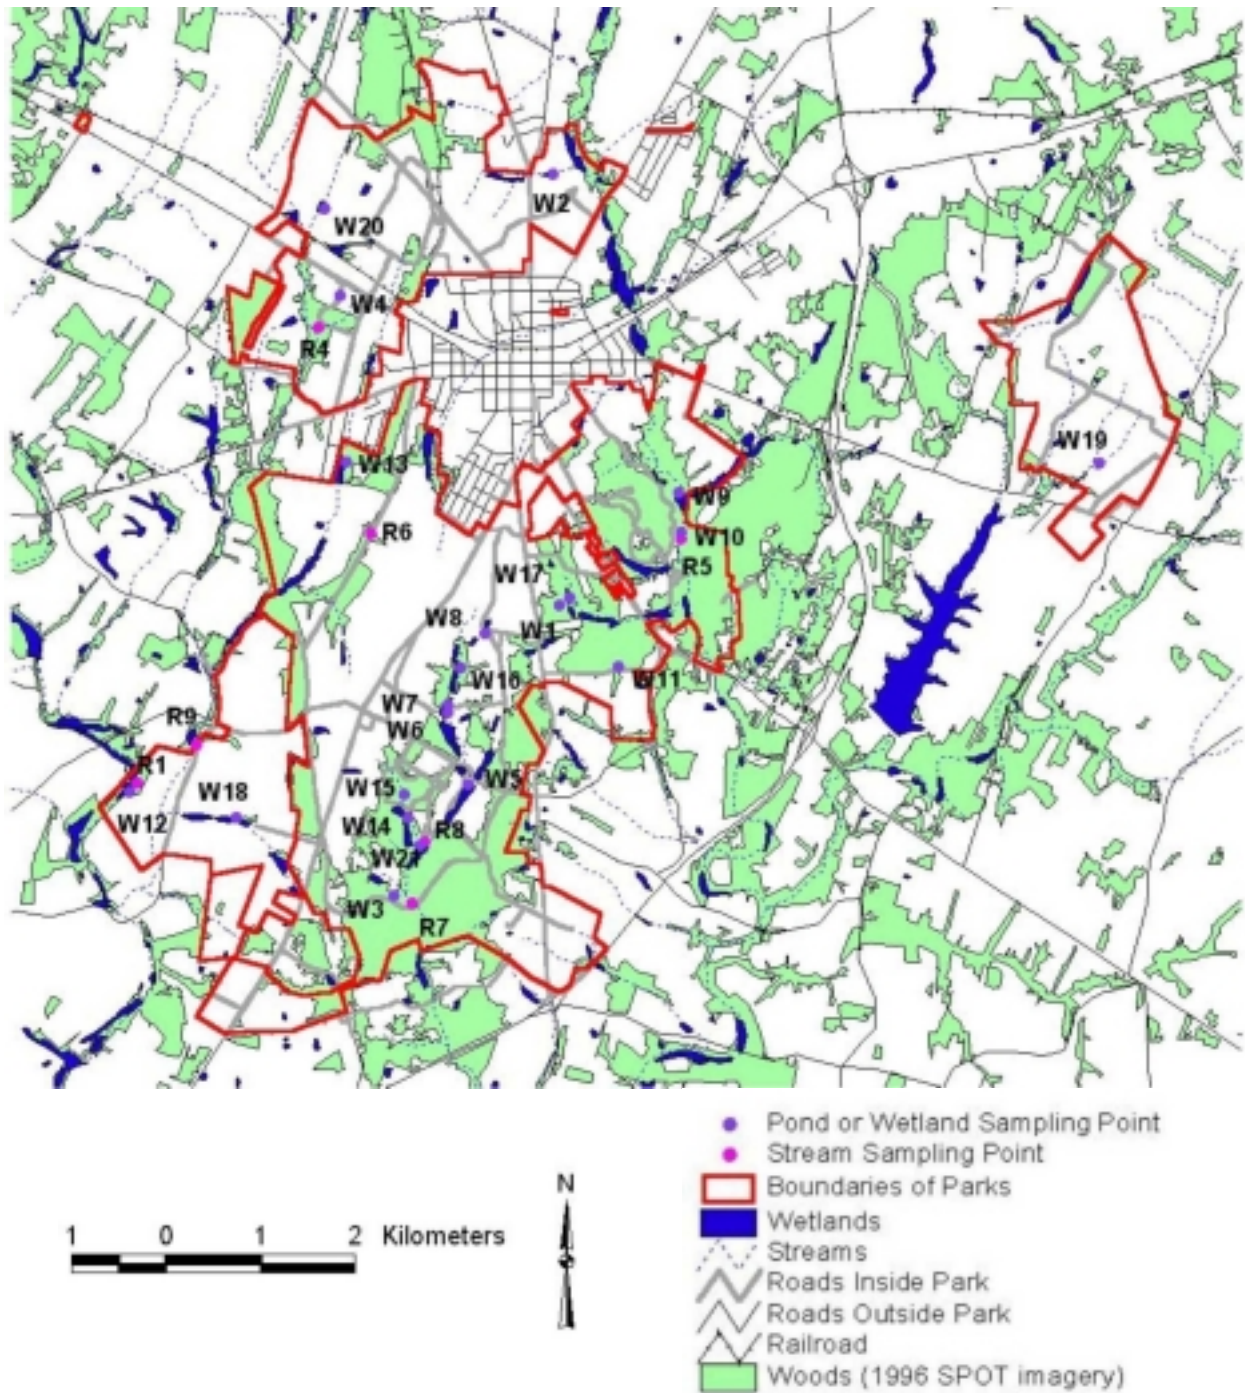 W2
W20
W4
R4
W19
W13
W9
R6
W10
R5
W17
W8
W1
W16
W11
W7
R9
W6
R1
W5
W15
W18
W14
W12
R8
W21
W3
R7
Pond or Wetland Sampling Point
Stream Sampling Point
Boundaries of Parks
Wetlands
Streams
Roads Inside Park
Roads Outside Park
Railroad
Woods (1996 SPOT imagery)
N
1 0 1 2 Kilometers